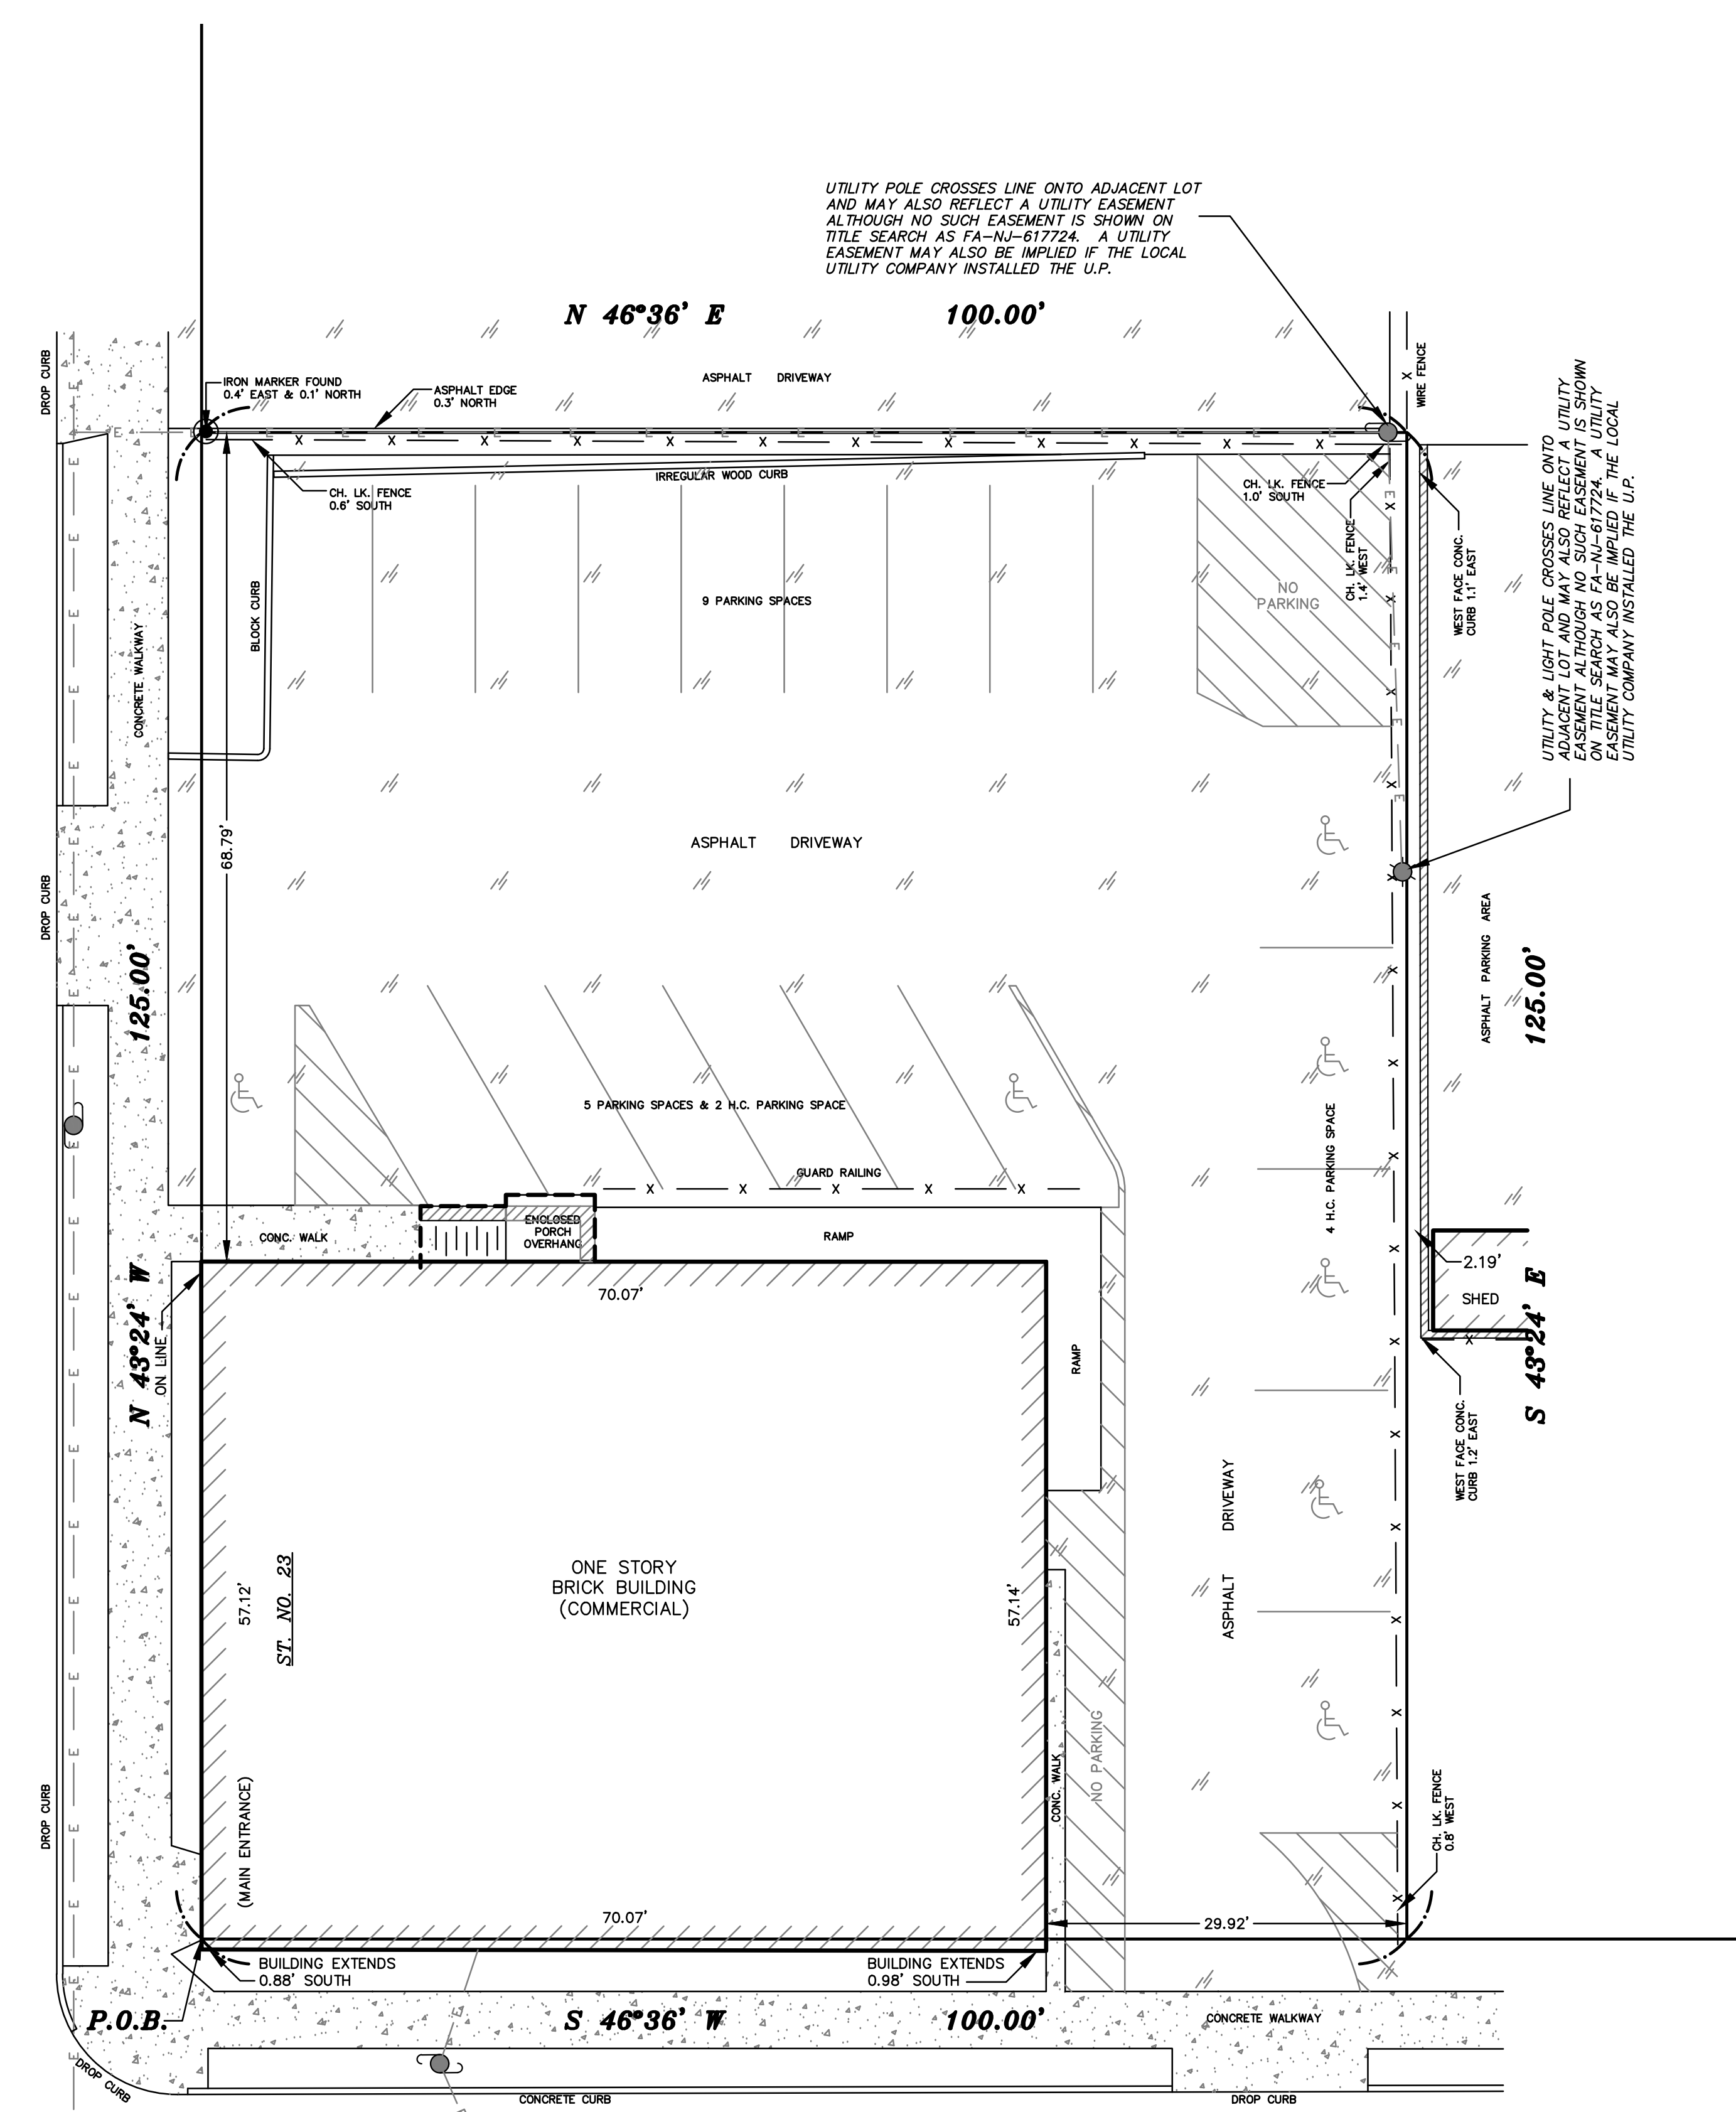 UTILITY POLE CROSSES LINE ONTO ADJACENT LOT
AND MAY ALSO REFLECT A UTILITY EASEMENT
ALTHOUGH NO SUCH EASEMENT IS SHOWN ON
TITLE SEARCH AS FA-NJ-617724. A UTILITY
EASEMENT MAY ALSO BE IMPLIED IF THE LOCAL
UTILITY COMPANY INSTALLED THE U.P.
N 46°36' E
100.00'
DROP CURB
IRON MARKER FOUND
0.4' EAST & 0.1' NORTH
ASPHALT EDGE
0.3' NORTH
ASPHALT DRIVEWAY
WIRE FENCE
UTILITY & LIGHT POLE CROSSES LINE ONTO
ADJACENT LOT AND MAY ALSO REFLECT A UTILITY
EASEMENT ALTHOUGH NO SUCH EASEMENT IS SHOWN
ON TITLE SEARCH AS FA-NJ-617724. A UTILITY
EASEMENT MAY ALSO BE IMPLIED IF THE LOCAL
UTILITY COMPANY INSTALLED THE U.P.
IRREGULAR WOOD CURB
CH. LK. FENCE
0.6' SOUTH
CH. LK. FENCE
1.0' SOUTH
CH. LK. FENCE
1.4' WEST
WEST FACE CONC.
CURB 1.1' EAST
CONCRETE WALKWAY
BLOCK CURB
9 PARKING SPACES
NO
PARKING
68.79'
ASPHALT DRIVEWAY
DROP CURB
125.00'
ASPHALT PARKING AREA
125.00'
5 PARKING SPACES & 2 H.C. PARKING SPACE
4 H.C. PARKING SPACE
GUARD RAILING
CONC. WALK
ENCLOSED
PORCH
OVERHANG
RAMP
2.19'
SHED
N 43°24' W
ON LINE
70.07'
RAMP
S 43°24' E
WEST FACE CONC.
CURB 1.2' EAST
ASPHALT DRIVEWAY
57.12'
ST. NO. 23
ONE STORY
BRICK BUILDING
(COMMERCIAL)
57.14'
NO PARKING
CONC. WALK
DROP CURB
(MAIN ENTRANCE)
CH. LK. FENCE
0.8' WEST
70.07'
29.92'
BUILDING EXTENDS
0.88' SOUTH
BUILDING EXTENDS
0.98' SOUTH
P.O.B.
S 46°36' W
100.00'
CONCRETE WALKWAY
DROP CURB
CONCRETE CURB
DROP CURB